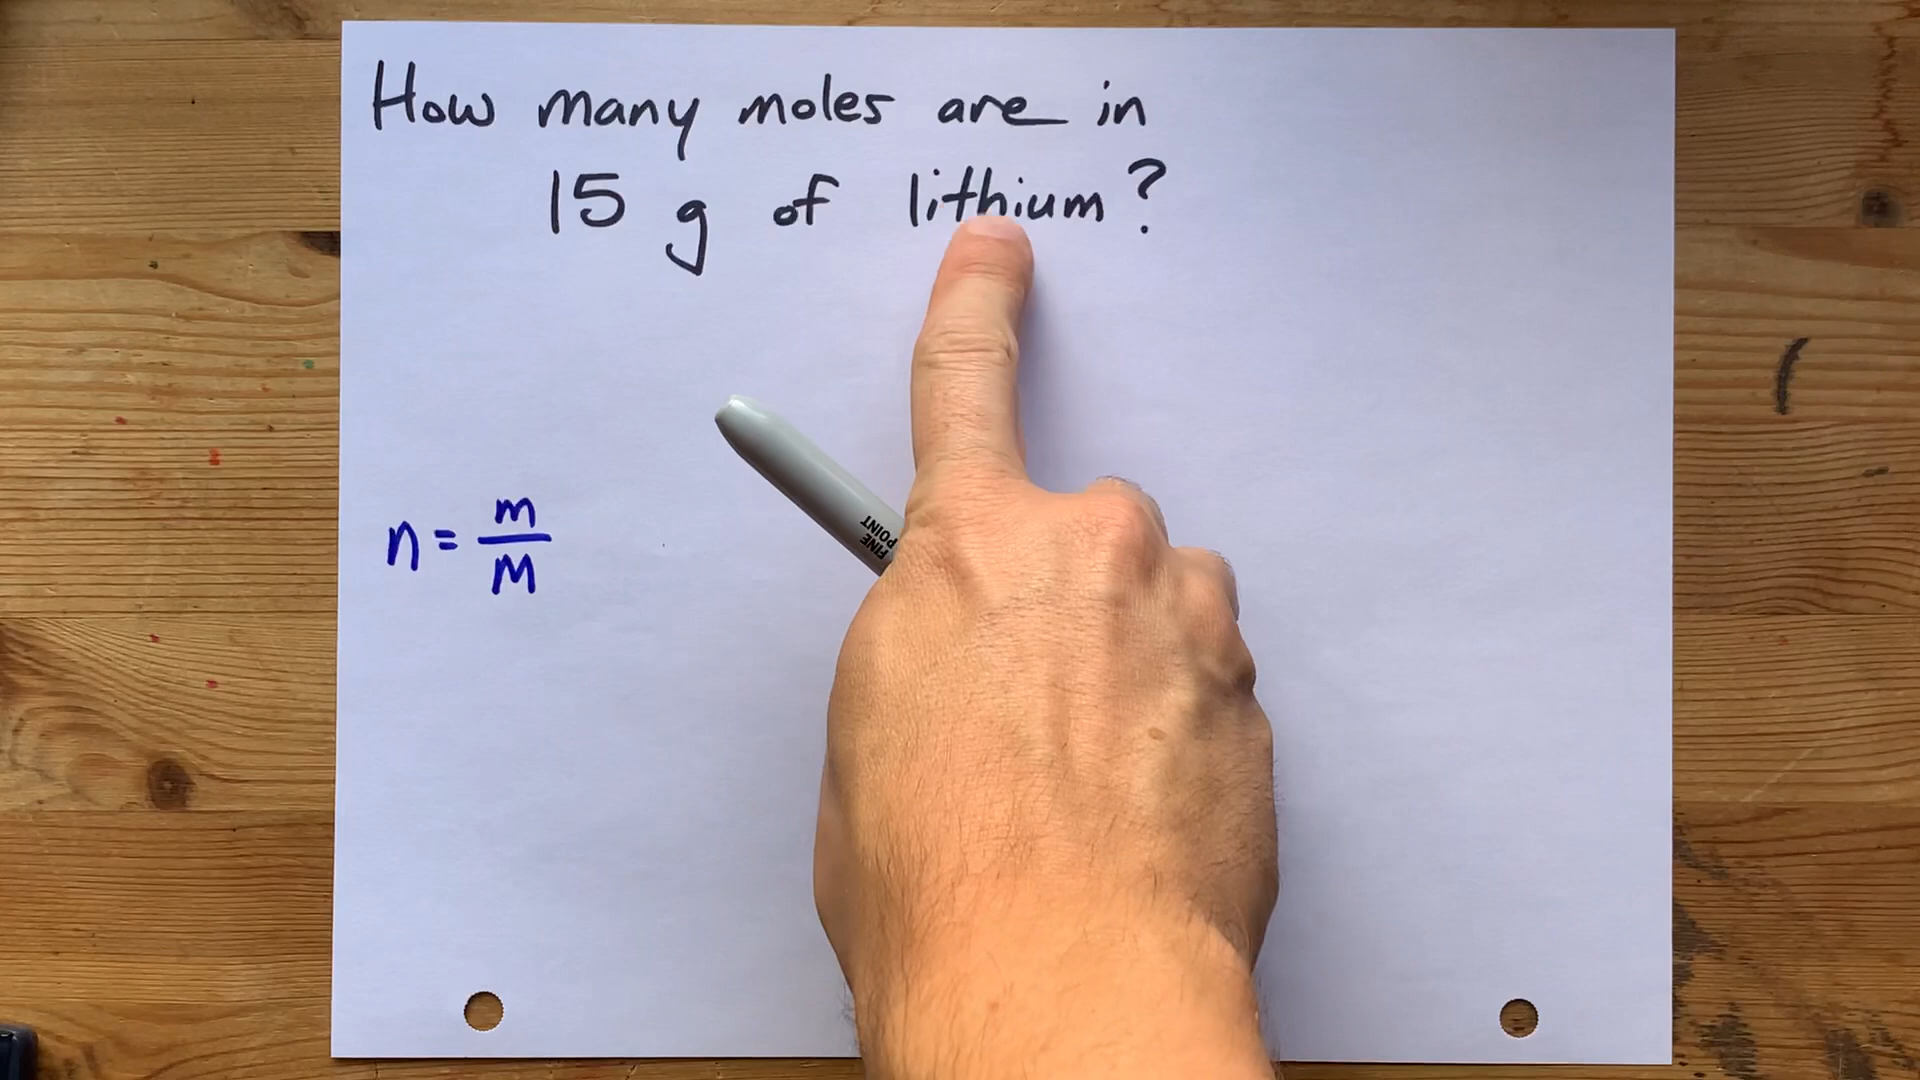 How many moles are in
15 g of lithium?
n = m/M
FINE
POINT